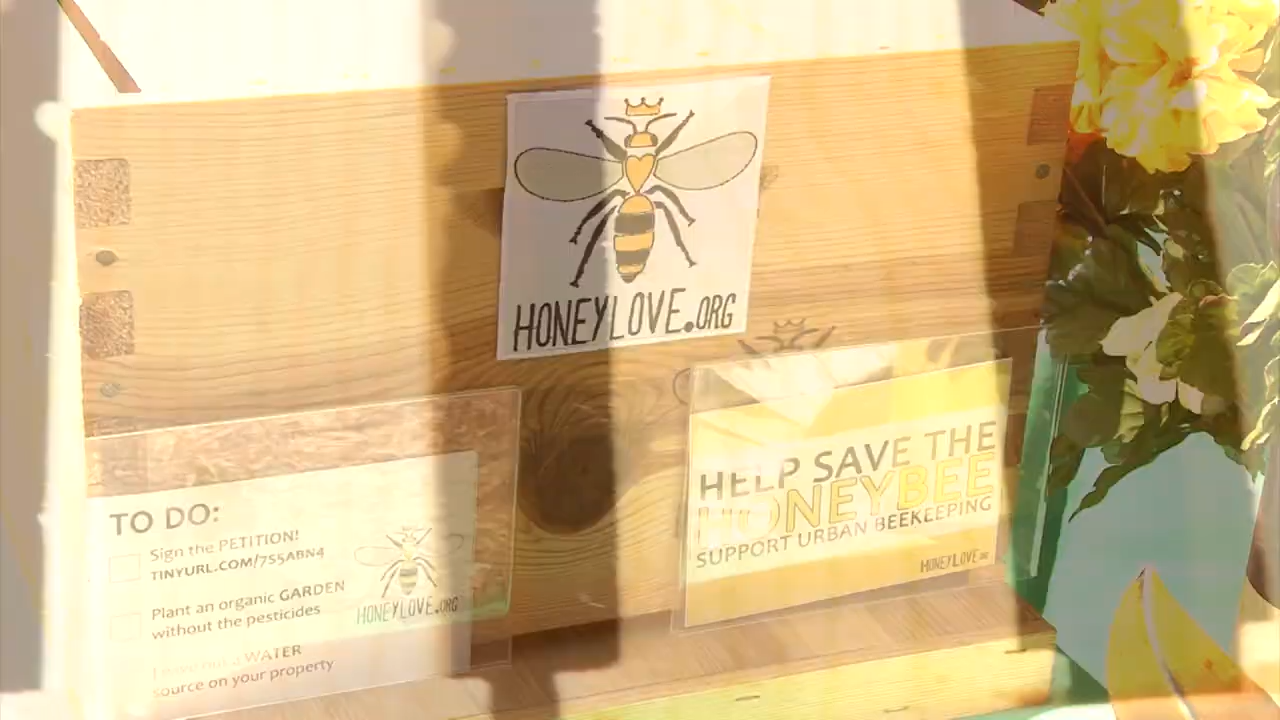 HONEYLOVE.ORG
TO DO:
Sign the PETITION!
TINYURL.COM/755ABN4
Plant an organic GARDEN
without the pesticides
WATER
source on your property
HONEYLOVE.ORG
HELP SAVE THE
HONEYBEE
SUPPORT URBAN BEEKEEPING
HONEYLOVE.ORG